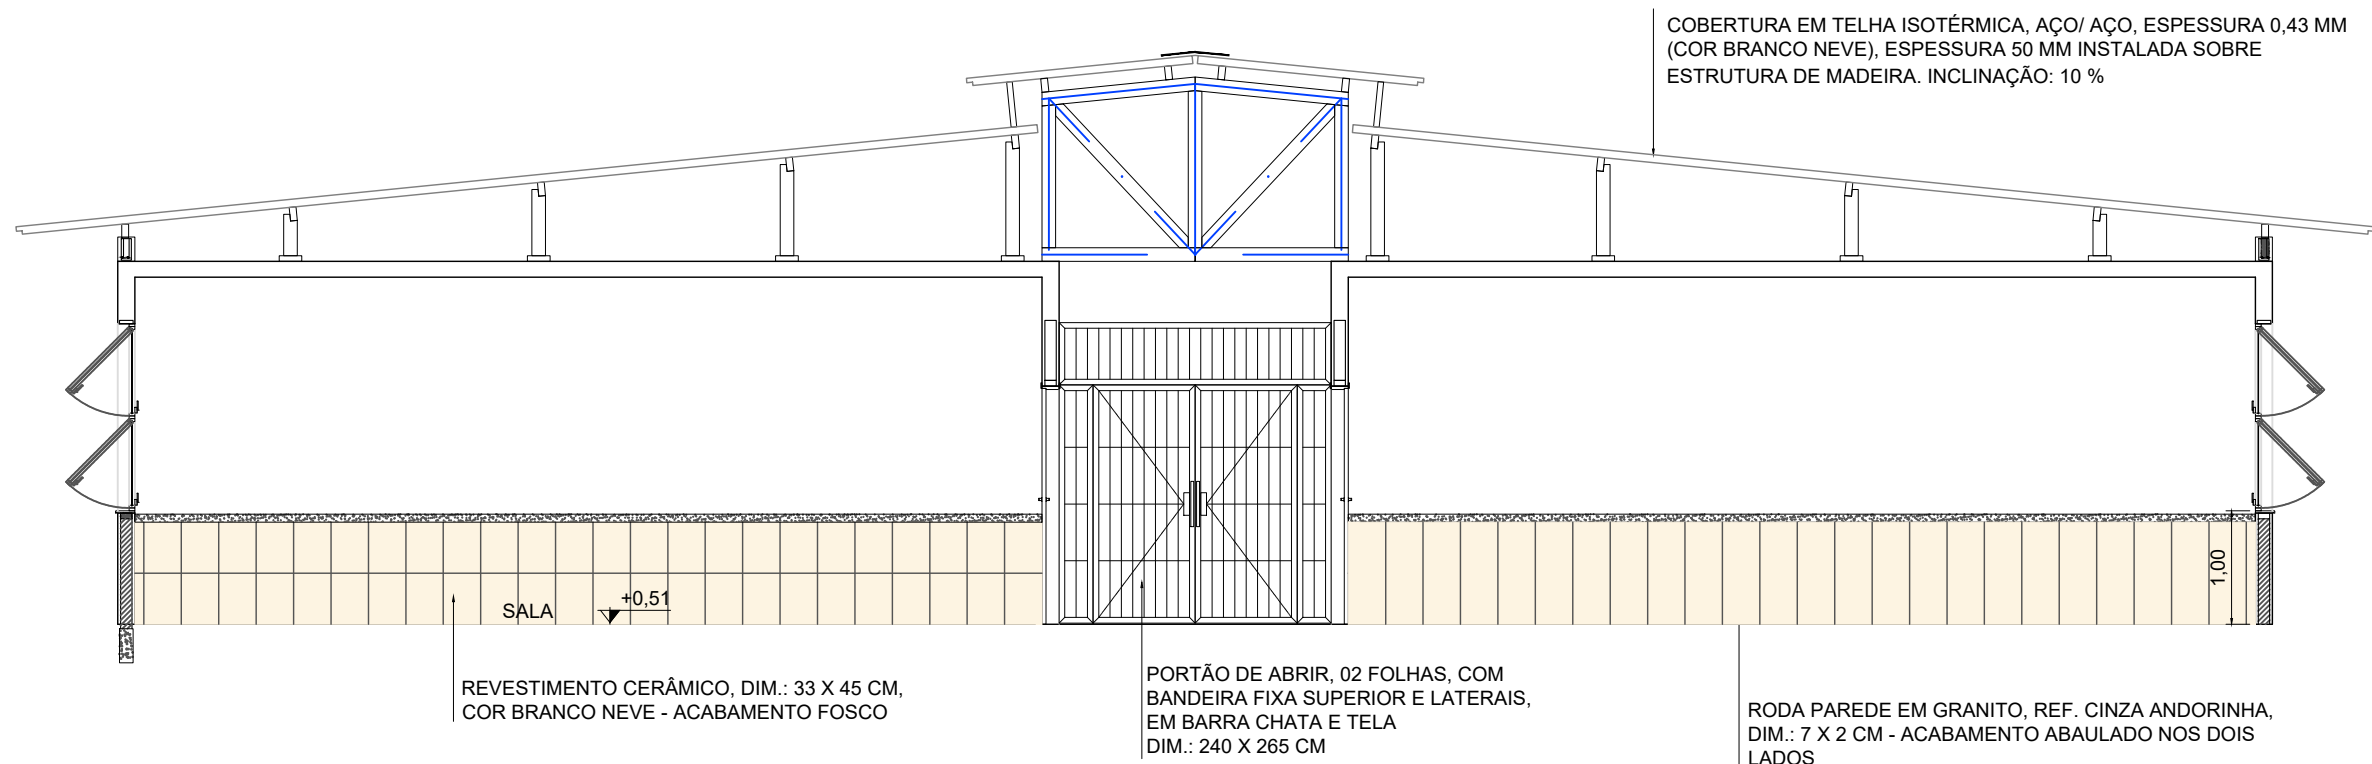 COBERTURA EM TELHA ISOTÉRMICA, AÇO/ AÇO, ESPESSURA 0,43 MM
(COR BRANCO NEVE), ESPESSURA 50 MM INSTALADA SOBRE
ESTRUTURA DE MADEIRA. INCLINAÇÃO: 10 %
1,00
+0,51
SALA
REVESTIMENTO CERÂMICO, DIM.: 33 X 45 CM,
COR BRANCO NEVE - ACABAMENTO FOSCO
PORTÃO DE ABRIR, 02 FOLHAS, COM
BANDEIRA FIXA SUPERIOR E LATERAIS,
EM BARRA CHATA E TELA
DIM.: 240 X 265 CM
RODA PAREDE EM GRANITO, REF. CINZA ANDORINHA,
DIM.: 7 X 2 CM - ACABAMENTO ABAULADO NOS DOIS
LADOS